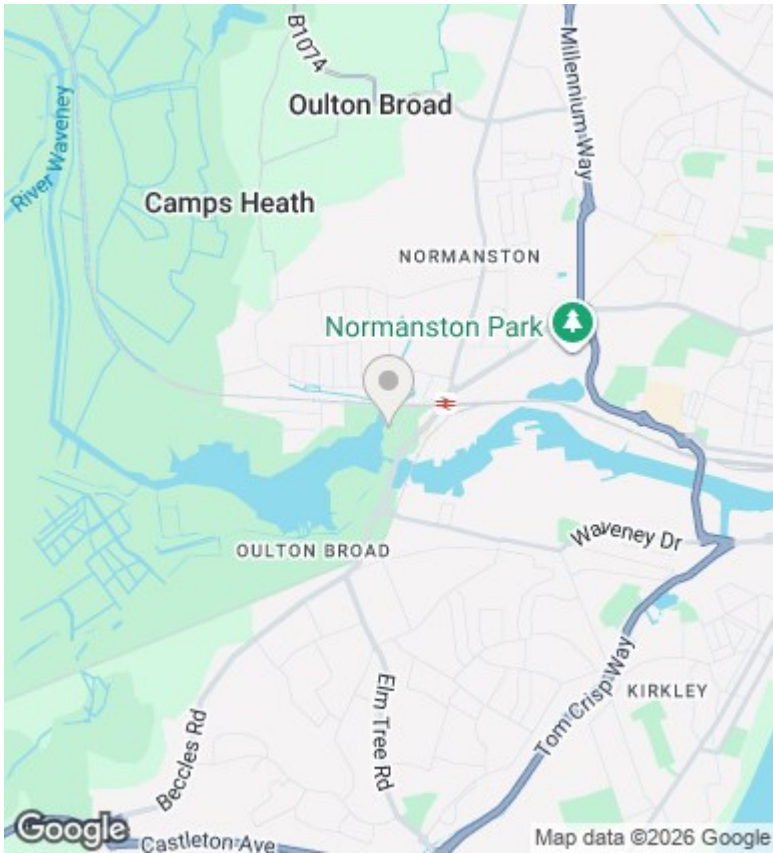 B1074
Oulton Broad
Millennium Way
River Waveney
Camps Heath
NORMANSTON
Normanston Park
OULTON BROAD
Waveney Dr
Tom Crisp Way
KIRKLEY
Elm Tree Rd
Beccles Rd
Castleton Ave
Google
Map data ©2026 Google